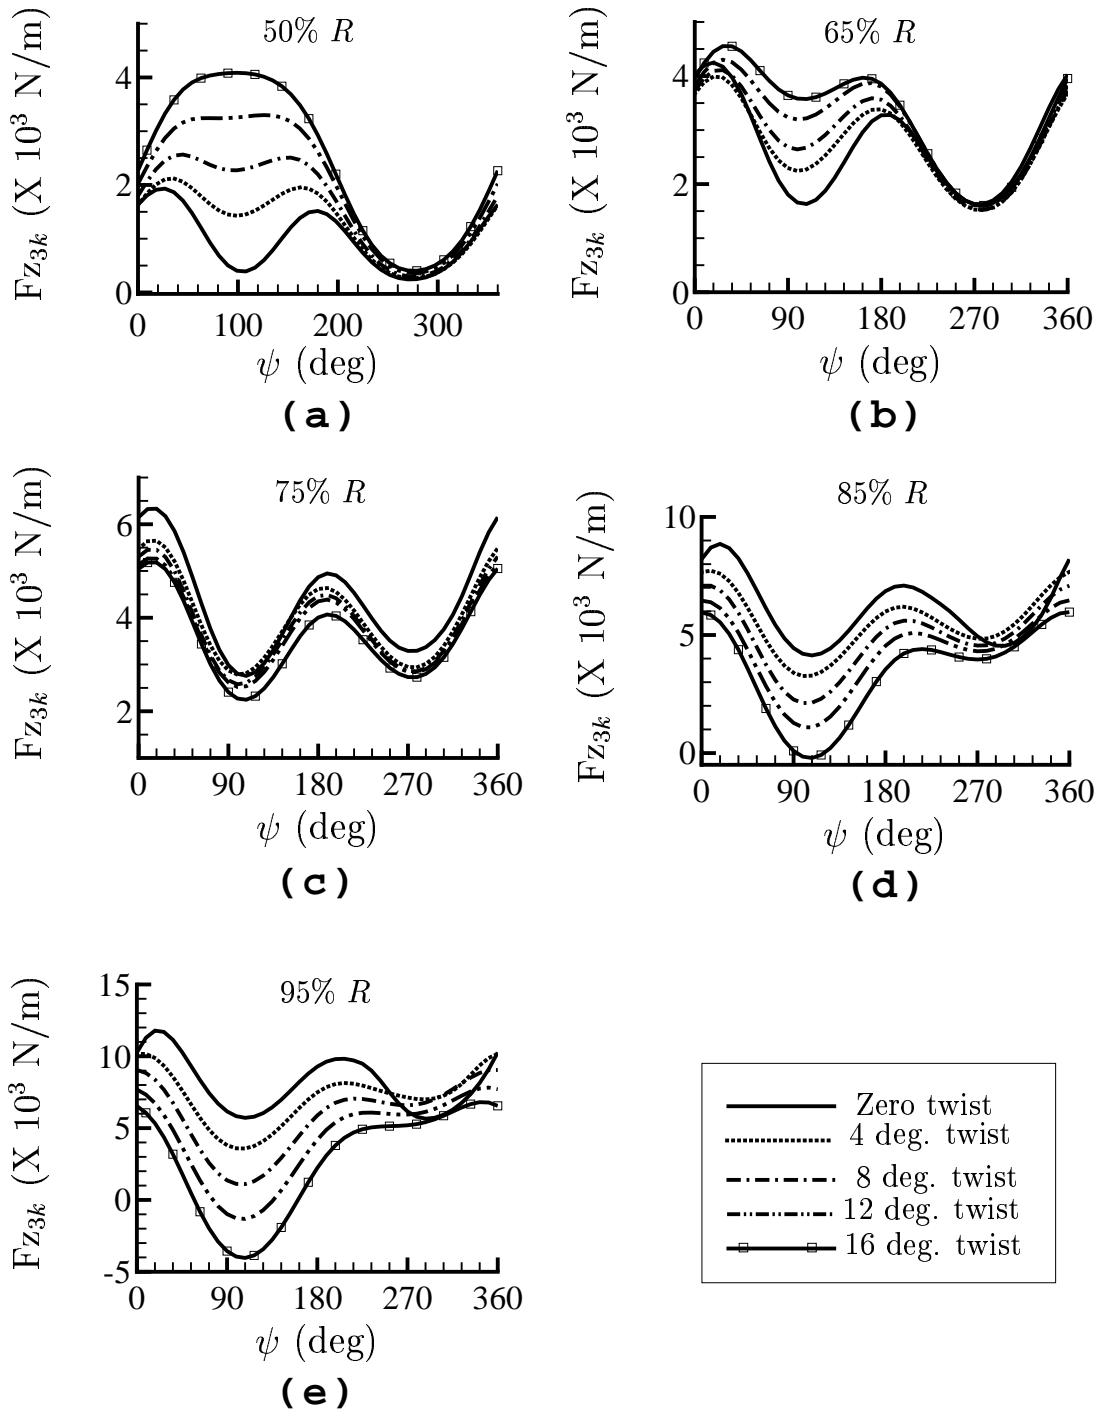 50% R
Fz3k (X 10³ N/m)
4
2
0
0 100 200 300
ψ (deg)
(a)
65% R
Fz3k (X 10³ N/m)
4
2
0
0 90 180 270 360
ψ (deg)
(b)
75% R
Fz3k (X 10³ N/m)
6
4
2
0 90 180 270 360
ψ (deg)
(c)
85% R
Fz3k (X 10³ N/m)
10
5
0
0 90 180 270 360
ψ (deg)
(d)
95% R
Fz3k (X 10³ N/m)
15
10
5
0
-5
0 90 180 270 360
ψ (deg)
(e)
Zero twist
4 deg. twist
8 deg. twist
12 deg. twist
16 deg. twist